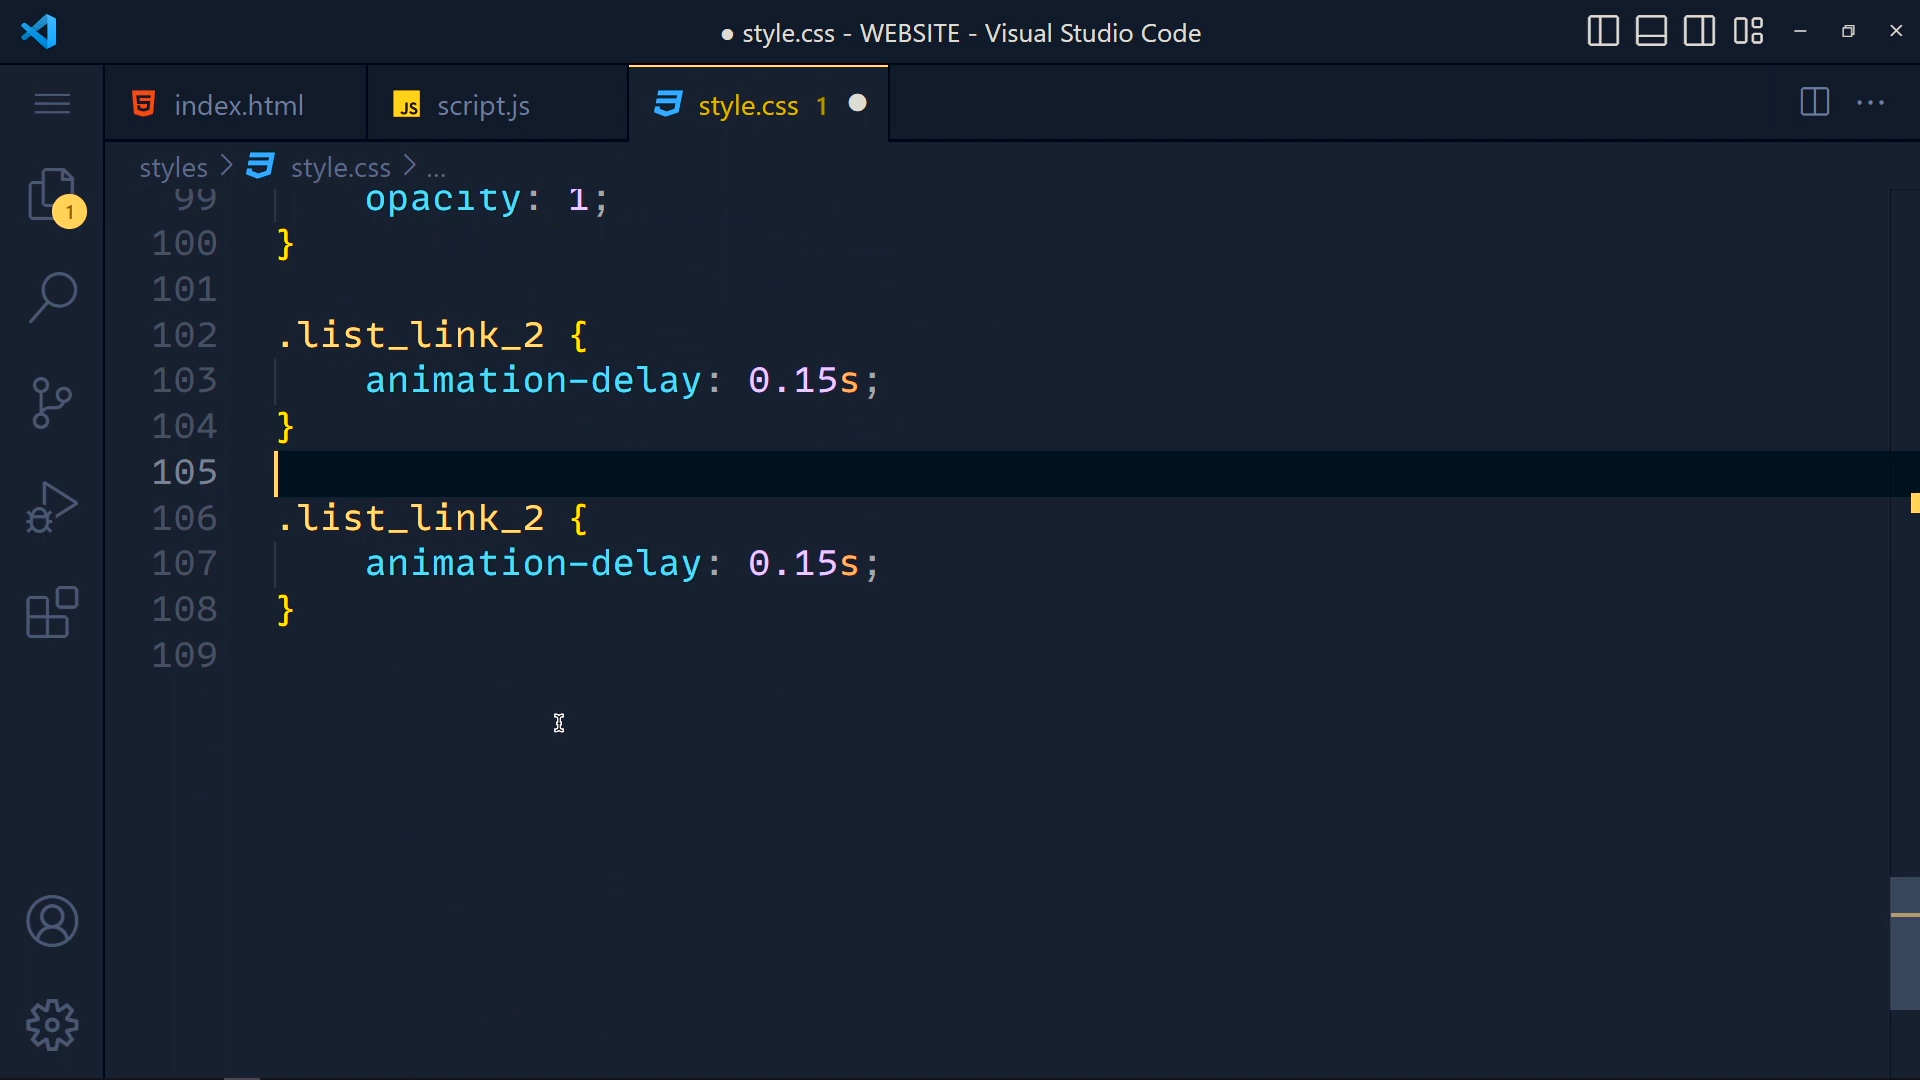 ● style.css - WEBSITE - Visual Studio Code
index.html
JS script.js
style.css 1
styles > style.css > ...
1
99 opacity: 1;
100 }
101
102 .list_link_2 {
103 animation-delay: 0.15s;
104 }
105
106 .list_link_2 {
107 animation-delay: 0.15s;
108 }
109